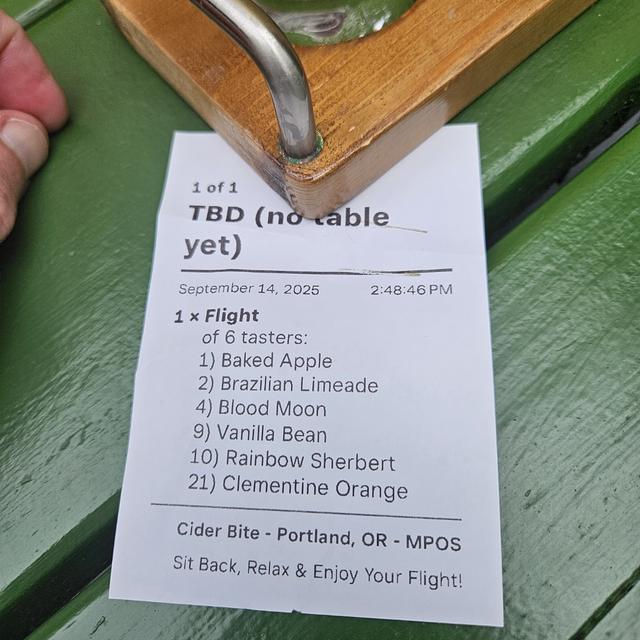 1 of 1
TBD (no table
yet)
September 14, 2025 2:48:46 PM
1 × Flight
of 6 tasters:
1) Baked Apple
2) Brazilian Limeade
4) Blood Moon
9) Vanilla Bean
10) Rainbow Sherbert
21) Clementine Orange
Cider Bite - Portland, OR - MPOS
Sit Back, Relax & Enjoy Your Flight!